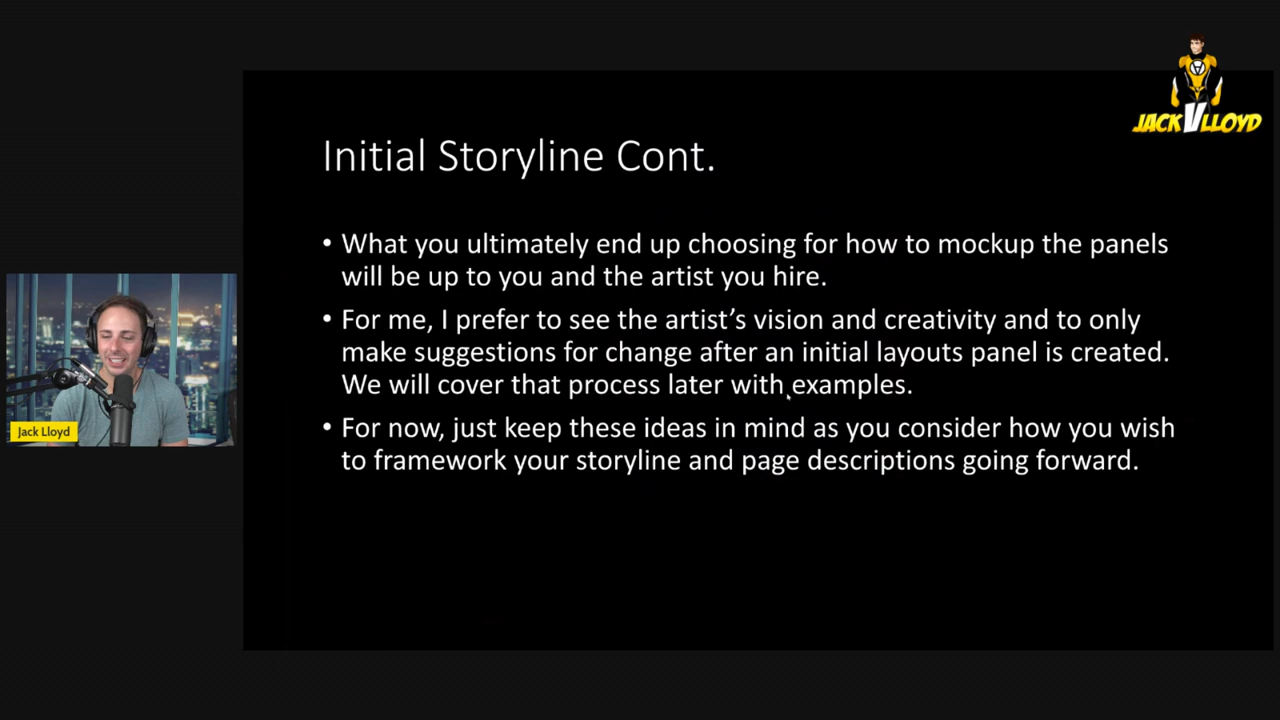 JACK V LLOYD
Initial Storyline Cont.
• What you ultimately end up choosing for how to mockup the panels
will be up to you and the artist you hire.
• For me, I prefer to see the artist’s vision and creativity and to only
make suggestions for change after an initial layouts panel is created.
We will cover that process later with examples.
• For now, just keep these ideas in mind as you consider how you wish
to framework your storyline and page descriptions going forward.
Jack Lloyd